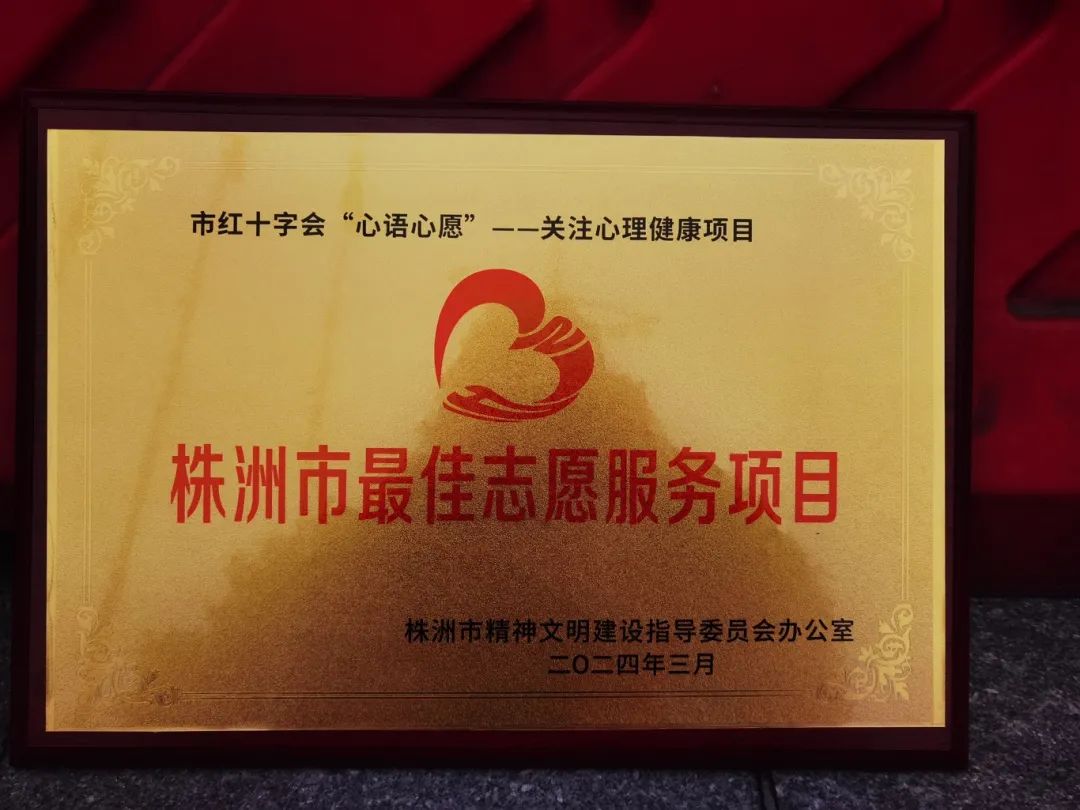 市红十字会“心语心愿”——关注心理健康项目
株洲市最佳志愿服务项目
株洲市精神文明建设指导委员会办公室
二〇二四年三月